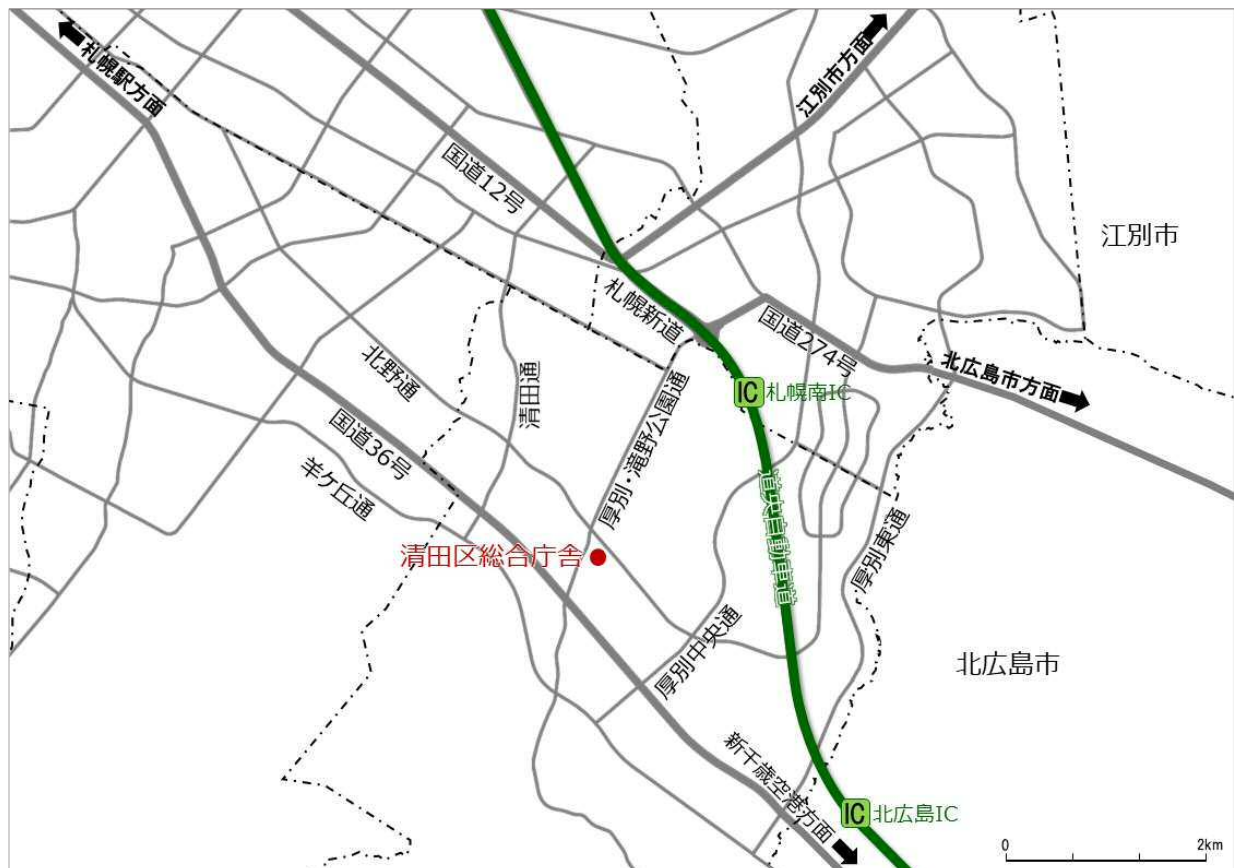 札幌駅方面
江別市方面
国道12号
江別市
札幌新道
国道274号
北広島市方面
北野通
清田通
IC
札幌南IC
厚別・滝野公園通
国道36号
羊ケ丘通
道央自動車道
清田区総合庁舎
厚別東通
厚別中央通
北広島市
新千歳空港方面
IC
北広島IC
0 2km